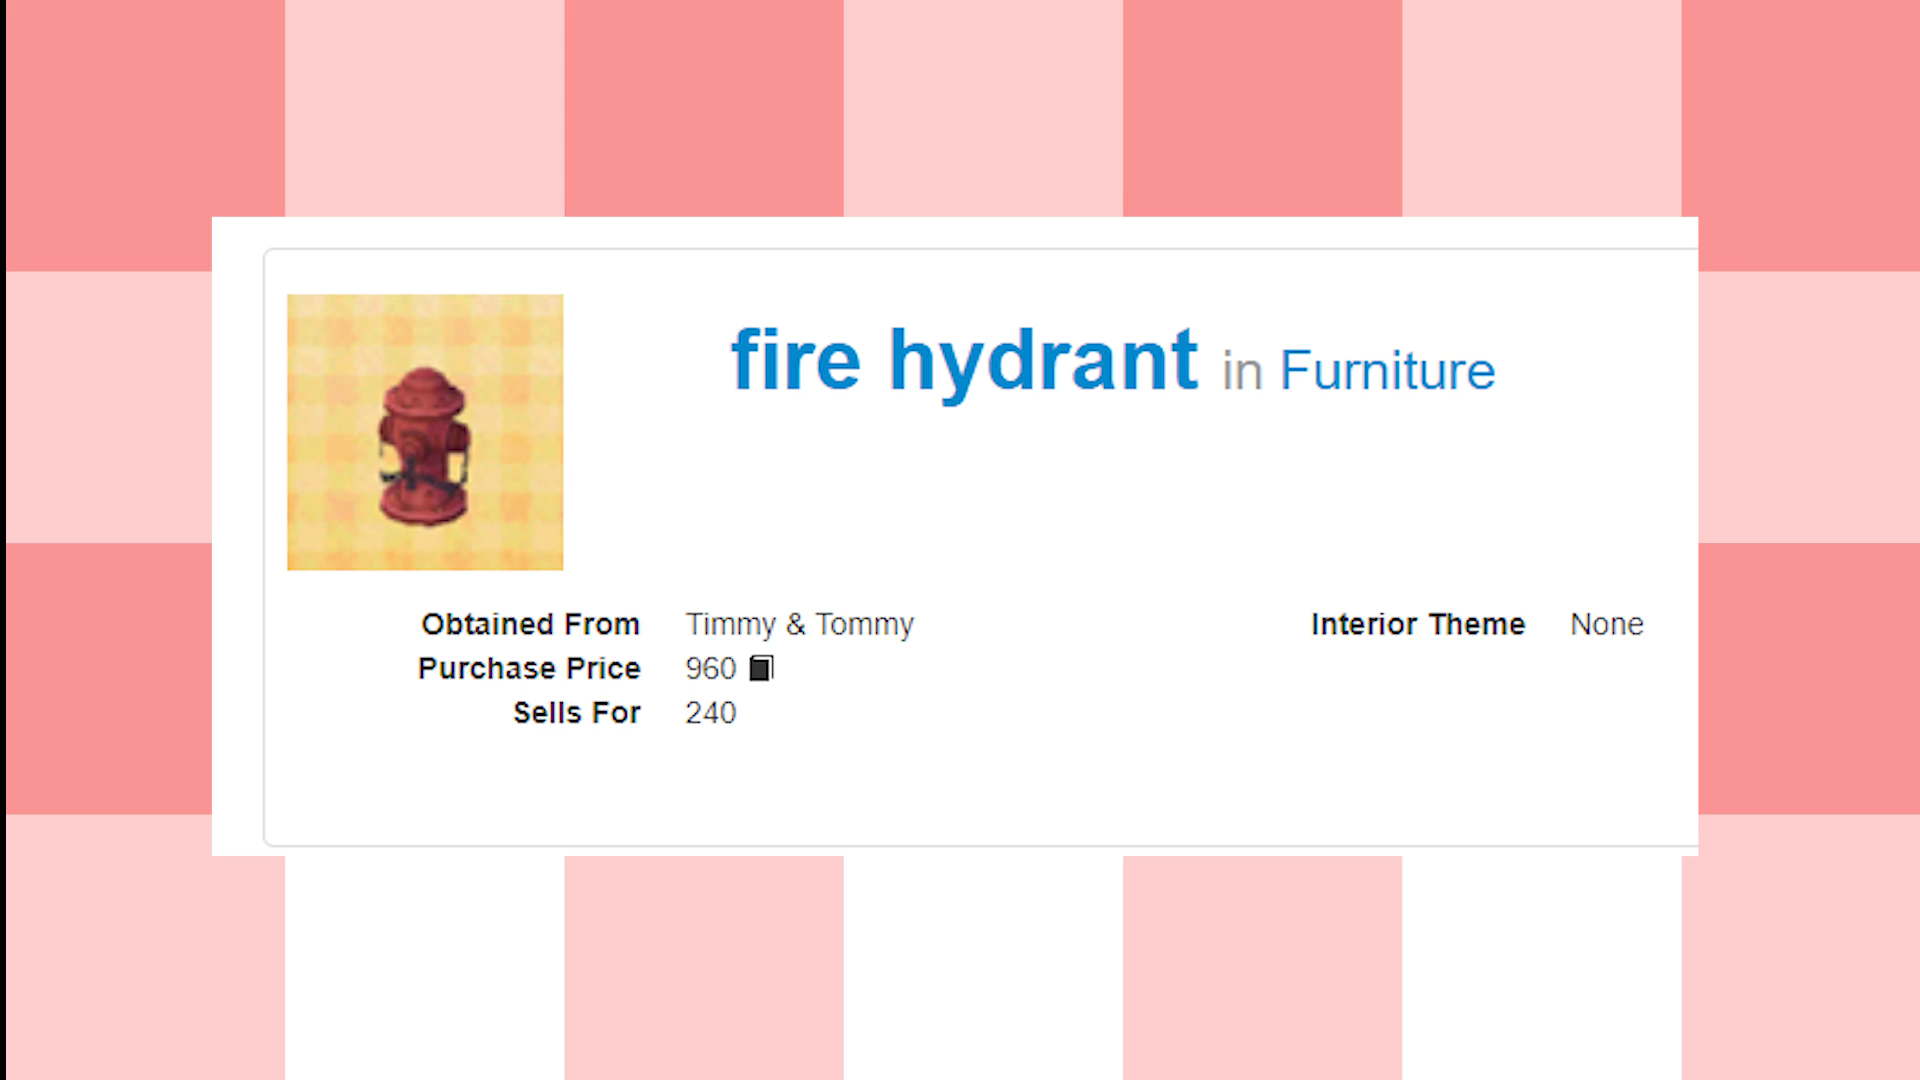 fire hydrant in Furniture
Obtained From Timmy & Tommy Interior Theme None
Purchase Price 960
Sells For 240